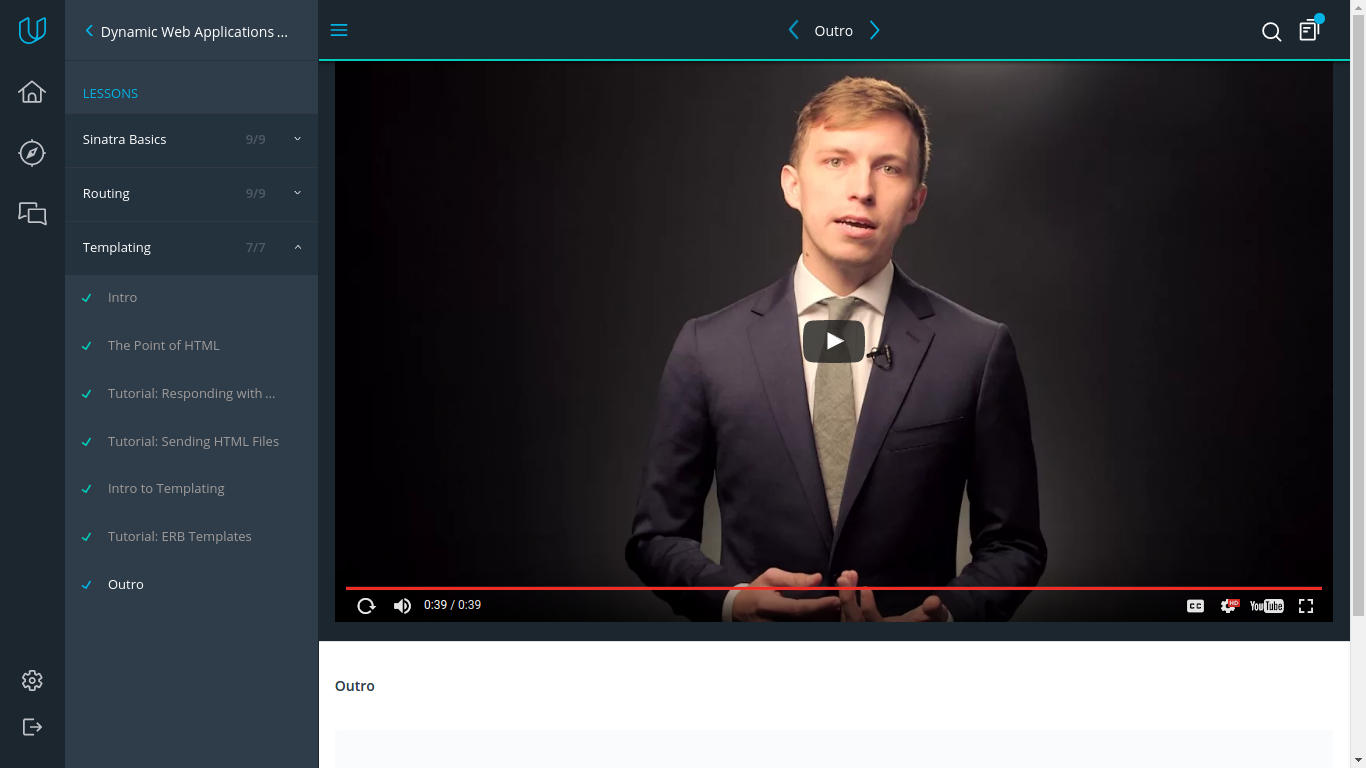 Dynamic Web Applications ...
LESSONS
Sinatra Basics 9/9
Routing 9/9
Templating 7/7
Intro
The Point of HTML
Tutorial: Responding with ...
Tutorial: Sending HTML Files
Intro to Templating
Tutorial: ERB Templates
Outro
Outro
0:39 / 0:39
CC
HD
YouTube
Outro